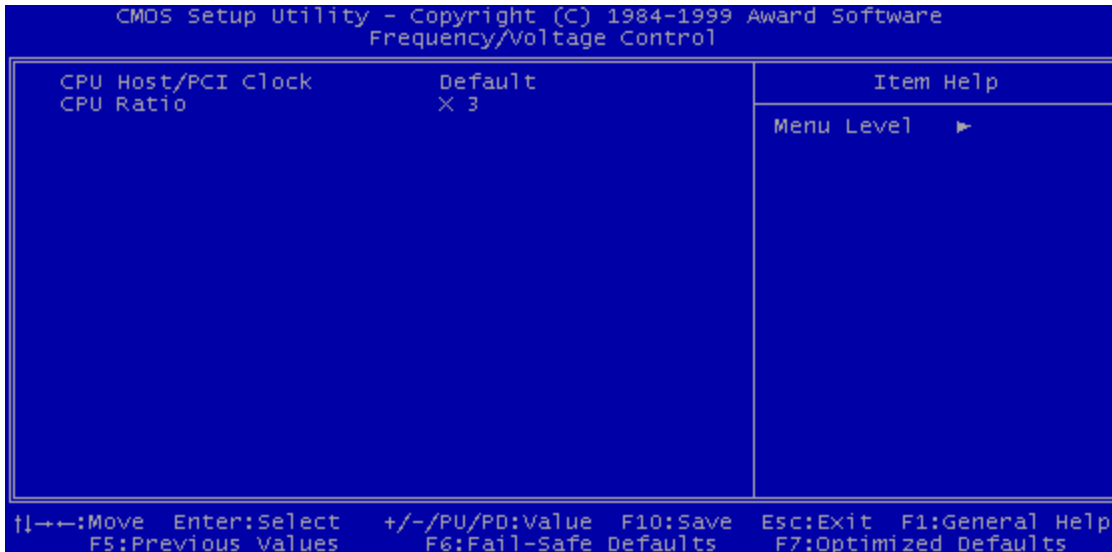 CMOS Setup Utility – Copyright (C) 1984-1999 Award Software
Frequency/Voltage Control
CPU Host/PCI Clock Default
CPU Ratio X 3
Item Help
Menu Level ►
↑↓→←:Move Enter:Select +/-/PU/PD:Value F10:Save Esc:Exit F1:General Help
F5:Previous Values F6:Fail-Safe Defaults F7:Optimized Defaults